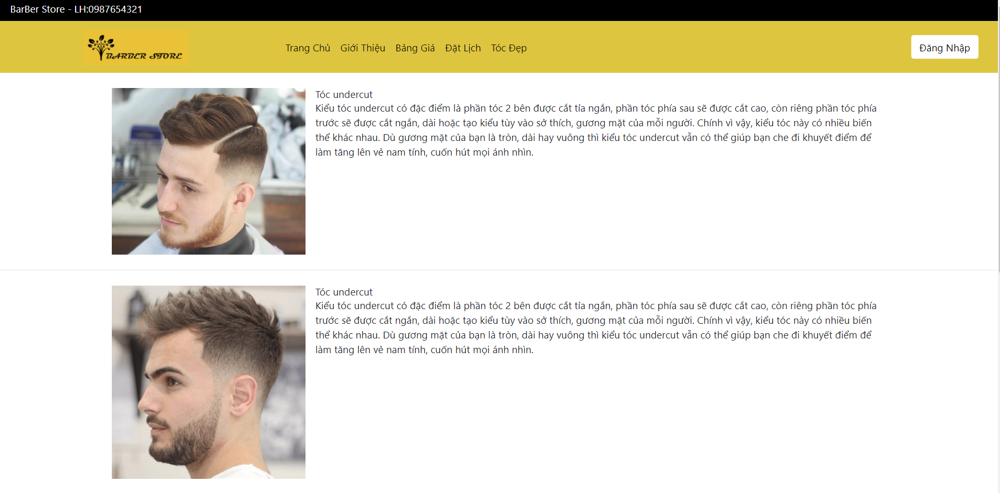 BarBer Store - LH:0987654321
BARBER STORE
Trang Chủ Giới Thiệu Bảng Giá Đặt Lịch Tóc Đẹp
Đăng Nhập
Tóc undercut
Kiểu tóc undercut có đặc điểm là phần tóc 2 bên được cắt tỉa ngắn, phần tóc phía sau sẽ được cắt cao, còn riêng phần tóc phía
trước sẽ được cắt ngắn, dài hoặc tạo kiểu tùy vào sở thích, gương mặt của mỗi người. Chính vì vậy, kiểu tóc này có nhiều biến
thể khác nhau. Dù gương mặt của bạn là tròn, dài hay vuông thì kiểu tóc undercut vẫn có thể giúp bạn che đi khuyết điểm để
làm tăng lên vẻ nam tính, cuốn hút mọi ánh nhìn.
Tóc undercut
Kiểu tóc undercut có đặc điểm là phần tóc 2 bên được cắt tỉa ngắn, phần tóc phía sau sẽ được cắt cao, còn riêng phần tóc phía
trước sẽ được cắt ngắn, dài hoặc tạo kiểu tùy vào sở thích, gương mặt của mỗi người. Chính vì vậy, kiểu tóc này có nhiều biến
thể khác nhau. Dù gương mặt của bạn là tròn, dài hay vuông thì kiểu tóc undercut vẫn có thể giúp bạn che đi khuyết điểm để
làm tăng lên vẻ nam tính, cuốn hút mọi ánh nhìn.